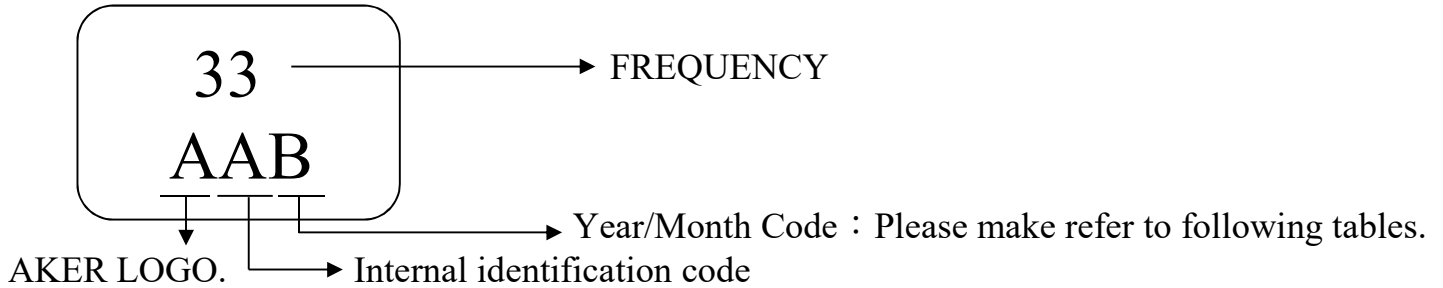 33 FREQUENCY
AAB
Year/Month Code：Please make refer to following tables.
AKER LOGO. Internal identification code